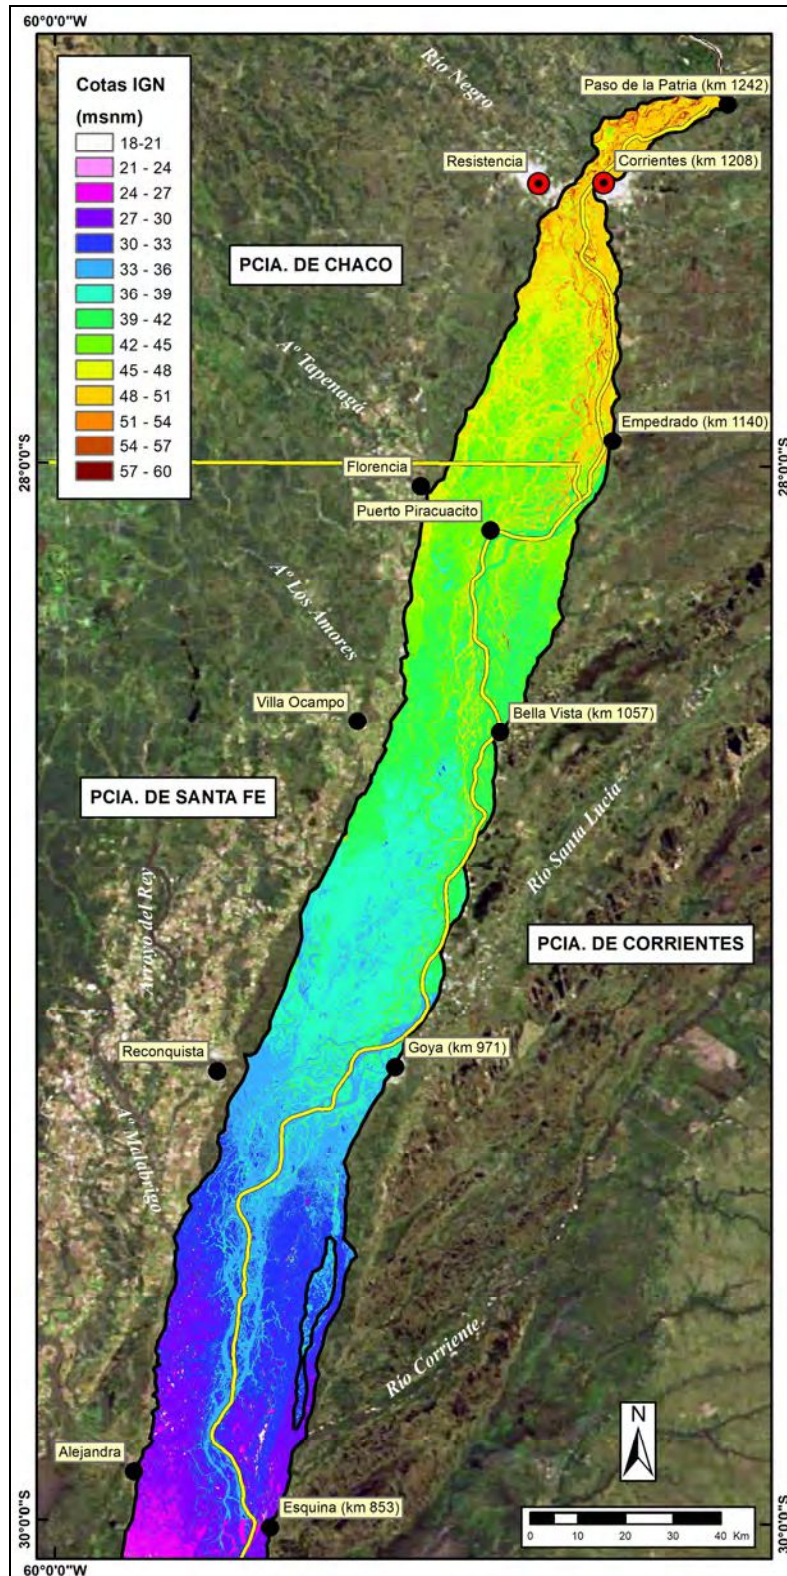 60°0'0"W
Cotas IGN
(msnm)
18-21
21 - 24
24 - 27
27 - 30
30 - 33
33 - 36
36 - 39
39 - 42
42 - 45
45 - 48
48 - 51
51 - 54
54 - 57
57 - 60
Río Negro
Paso de la Patria (km 1242)
Resistencia
Corrientes (km 1208)
PCIA. DE CHACO
Aº Tapenagá
Empedrado (km 1140)
28°0'0"S
28°0'0"S
Florencia
Puerto Piracuacito
Aº Los Amores
Villa Ocampo
Bella Vista (km 1057)
PCIA. DE SANTA FE
Río Santa Lucía
Arroyo del Rey
PCIA. DE CORRIENTES
Reconquista
Goya (km 971)
Aº Malabrigo
Río Corriente
N
Alejandra
Esquina (km 853)
0 5 10 20 30 40 Km
30°0'0"S
30°0'0"S
60°0'0"W